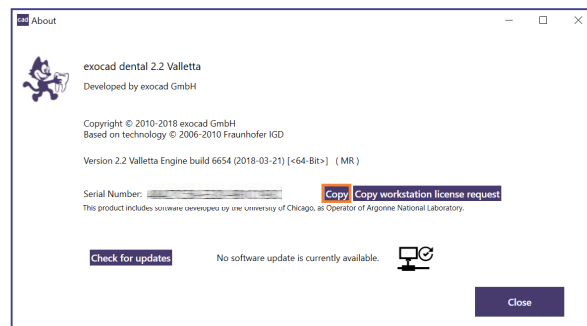 cad About
exocad dental 2.2 Valletta
Developed by exocad GmbH
Copyright © 2010-2018 exocad GmbH
Based on technology © 2006-2010 Fraunhofer IGD
Version 2.2 Valletta Engine build 6654 (2018-03-21) [<64-Bit>] ( MR )
Serial Number: Copy Copy workstation license request
This product includes software developed by the University of Chicago, as Operator of Argonne National Laboratory.
Check for updates No software update is currently available.
Close